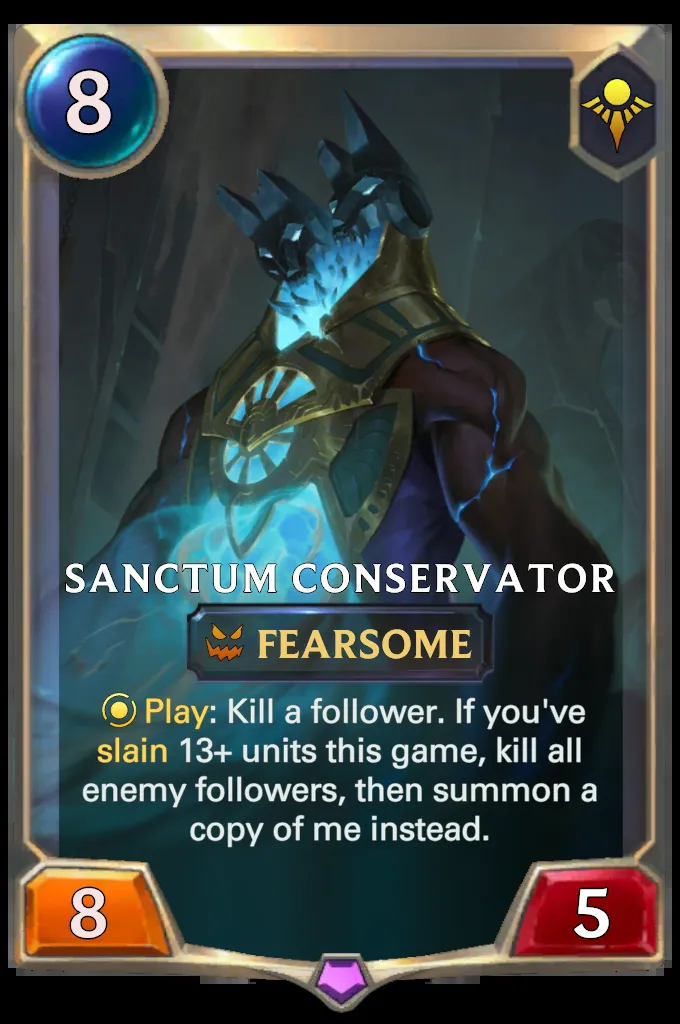 8
SANCTUM CONSERVATOR
FEARSOME
Play: Kill a follower. If you've
slain 13+ units this game, kill all
enemy followers, then summon a
copy of me instead.
8
5